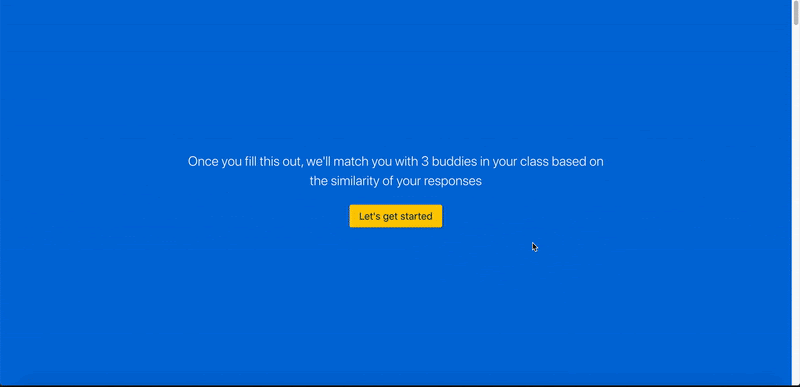 Once you fill this out, we'll match you with 3 buddies in your class based on
the similarity of your responses
Let's get started